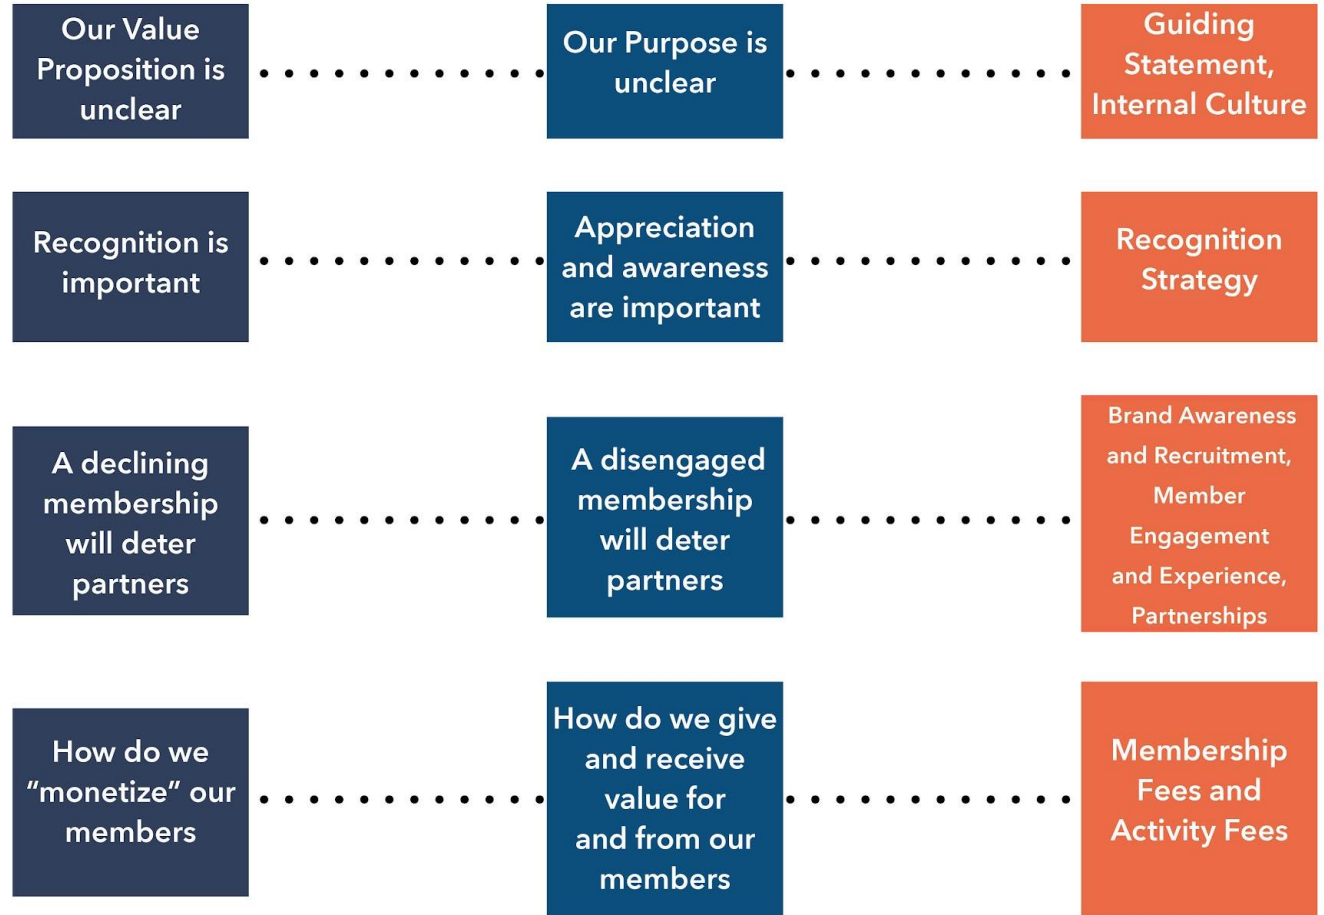 Our Value
Proposition is
unclear
Our Purpose is
unclear
Guiding
Statement,
Internal Culture
Recognition is
important
Appreciation
and awareness
are important
Recognition
Strategy
A declining
membership
will deter
partners
A disengaged
membership
will deter
partners
Brand Awareness
and Recruitment,
Member
Engagement
and Experience,
Partnerships
How do we
“monetize” our
members
How do we give
and receive
value for
and from our
members
Membership
Fees and
Activity Fees